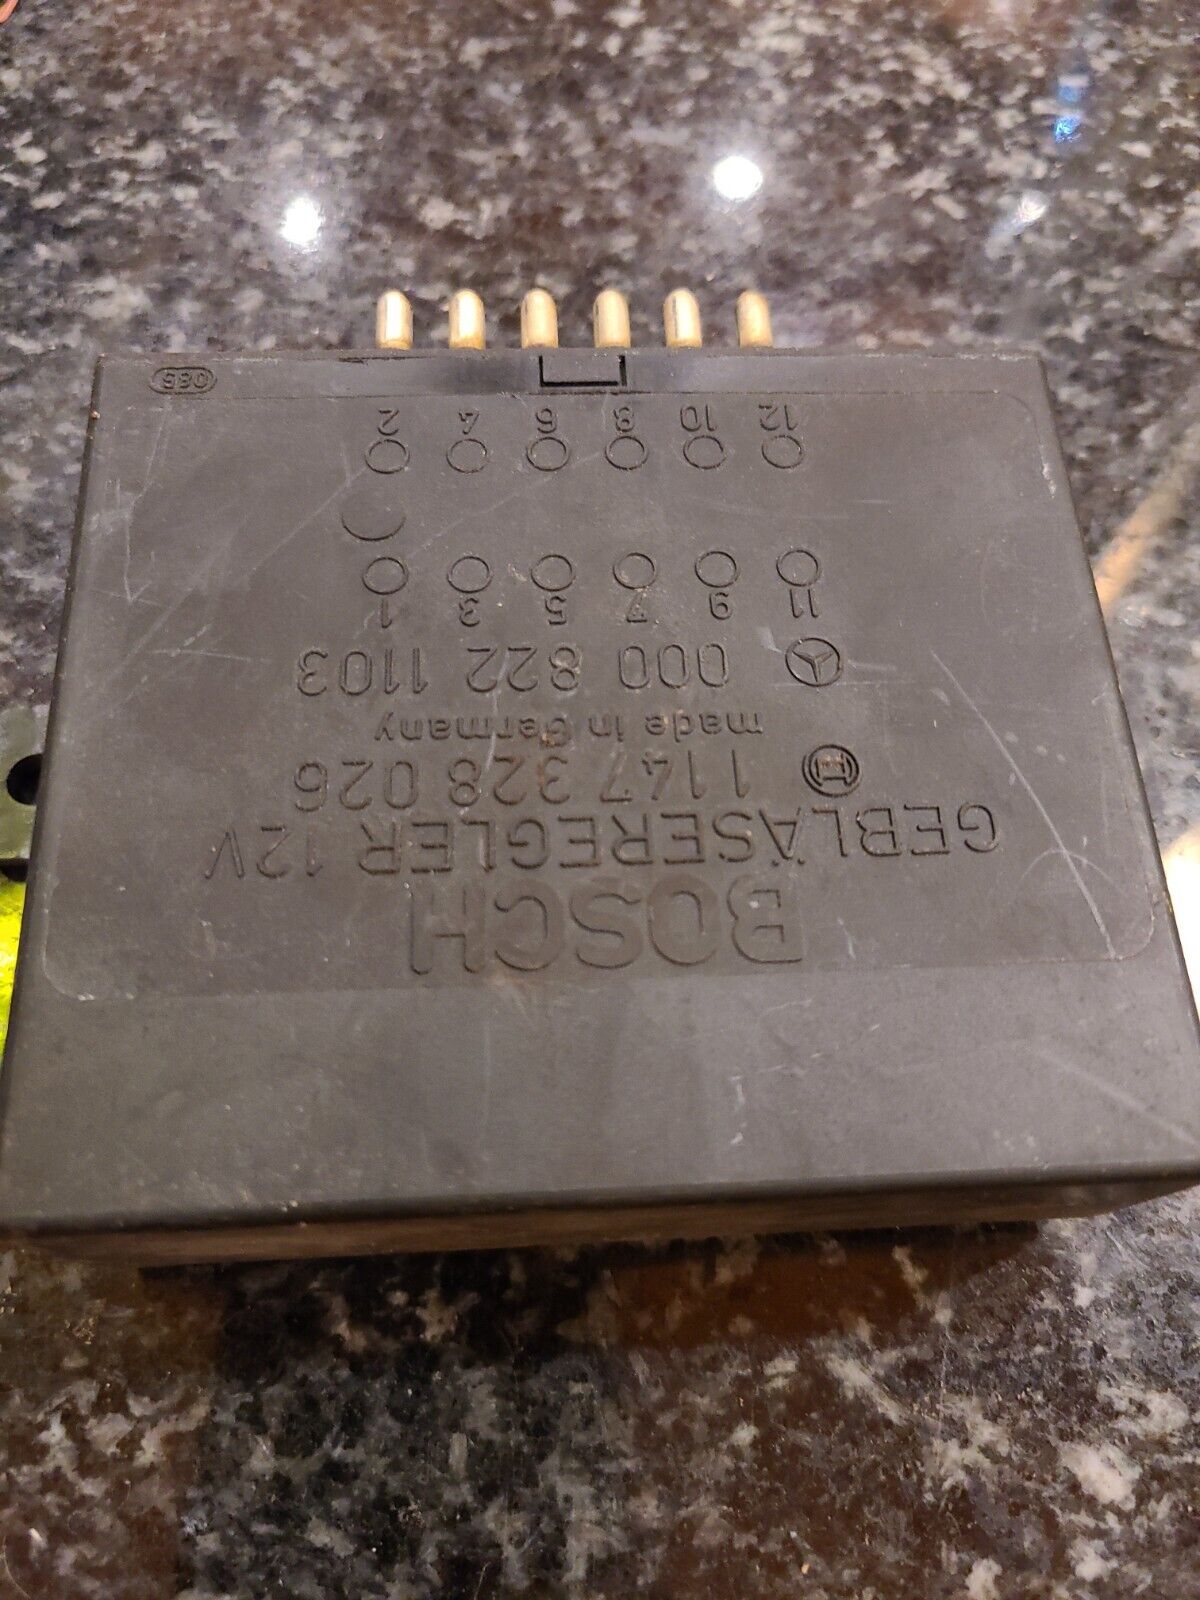 BOSCH
GEBLÄSEREGLER 12V
1 147 328 026
made in Germany
000 822 1103
11 9 7 5 3 1
12 10 8 6 4 2
085